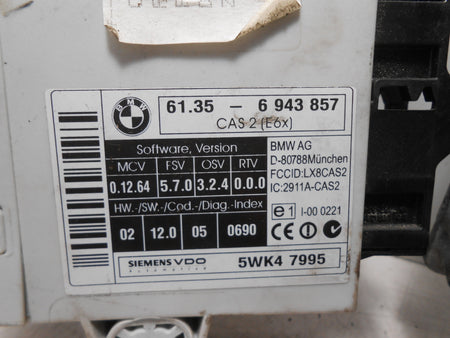 BMW
61.35 - 6 943 857
CAS 2 (E6x)
Software, Version
MCV FSV OSV RTV
0.12.64 5.7.0 3.2.4 0.0.0
HW.-/SW.-/Cod.-/Diag.-Index
02 12.0 05 0690
BMW AG
D-80788München
FCCID:LX8CAS2
IC:2911A-CAS2
e1 I-00 0221
CE N
SIEMENS VDO
Automotive
5WK4 7995